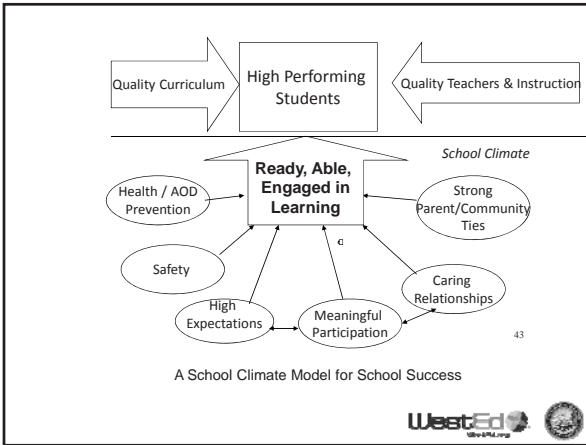 Quality Curriculum
High Performing
Students
Quality Teachers & Instruction
School Climate
Ready, Able,
Engaged in
Learning
Health / AOD
Prevention
Strong
Parent/Community
Ties
Safety
Caring
Relationships
High
Expectations
Meaningful
Participation
43
A School Climate Model for School Success
WestEd